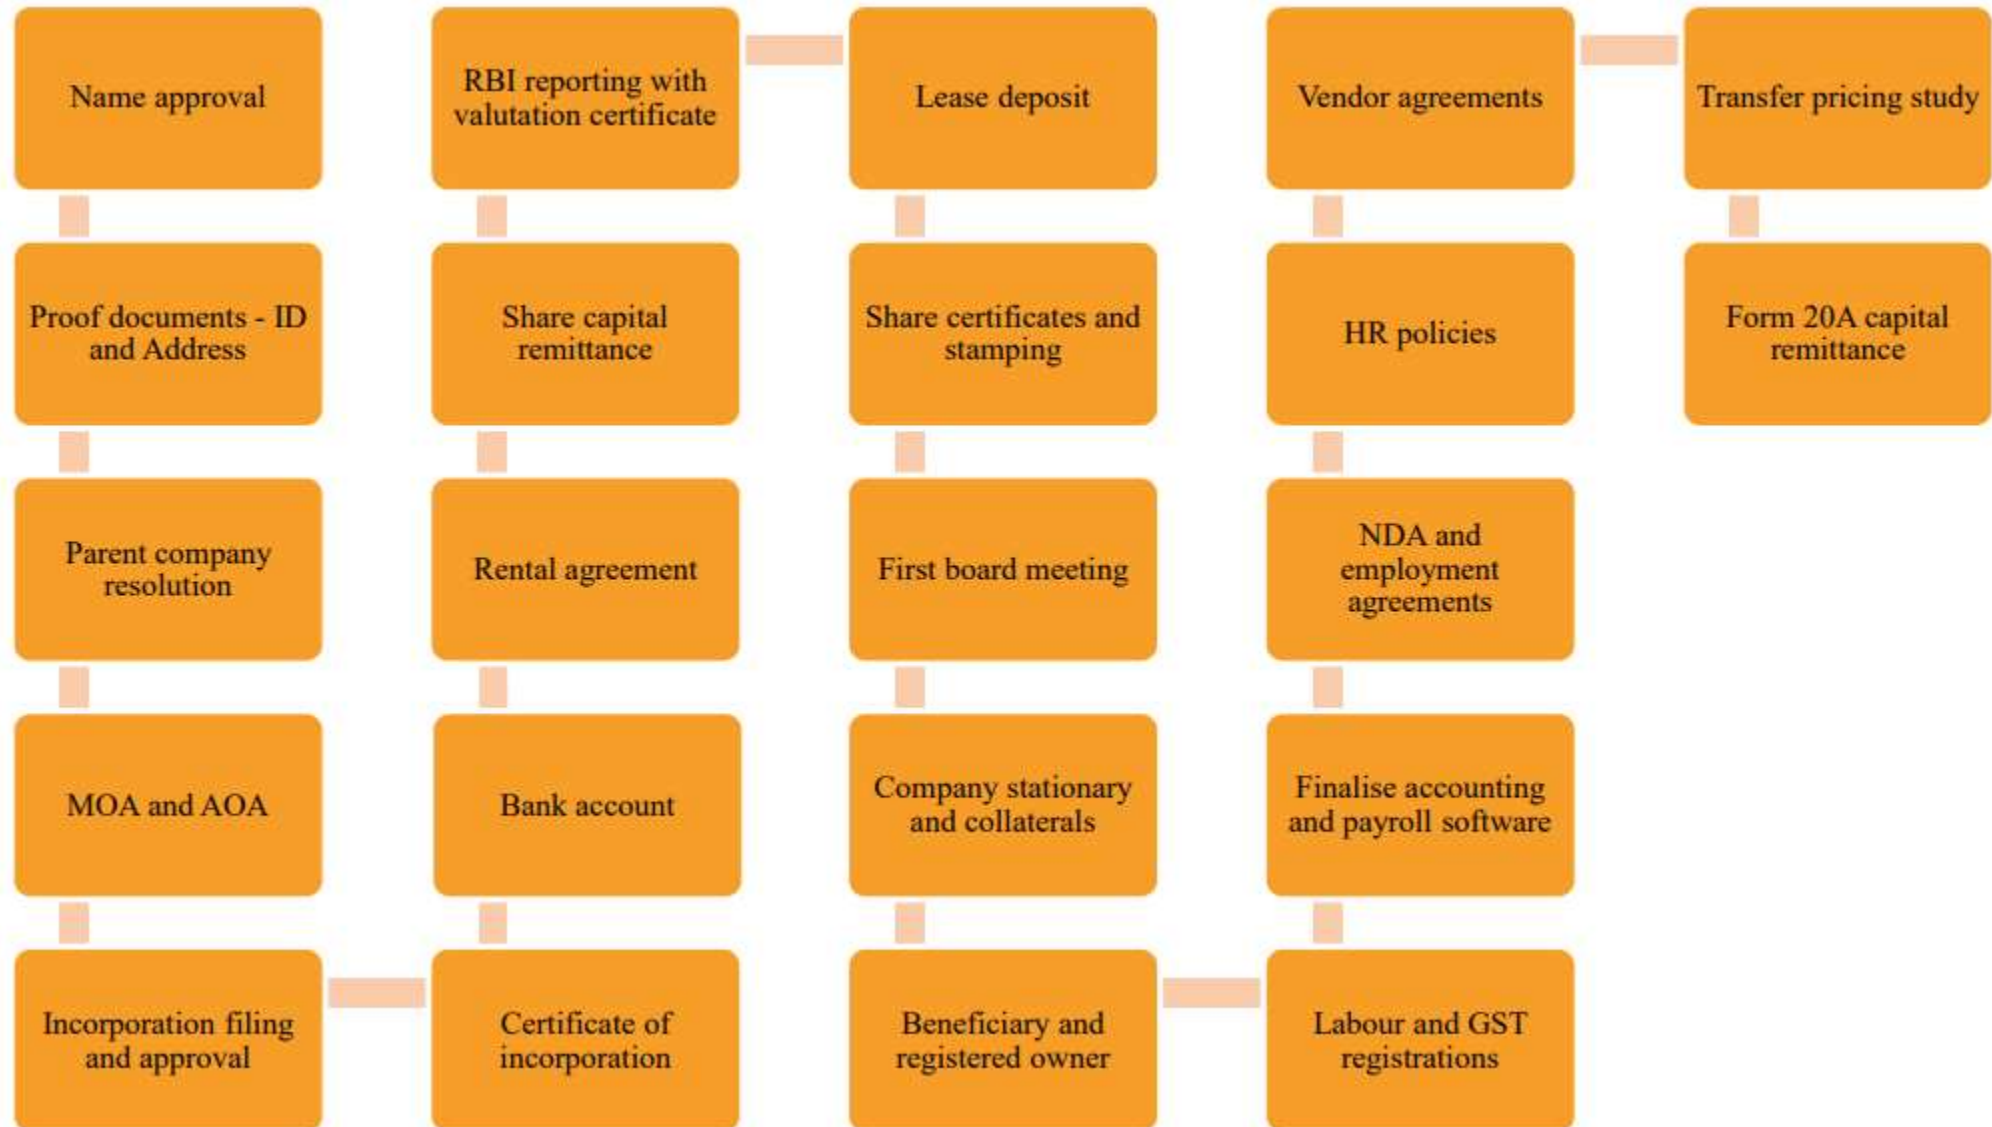 Name approval
Proof documents - ID
and Address
Parent company
resolution
MOA and AOA
Incorporation filing
and approval
Certificate of
incorporation
Bank account
Rental agreement
Share capital
remittance
RBI reporting with
valutation certificate
Lease deposit
Share certificates and
stamping
First board meeting
Company stationary
and collaterals
Beneficiary and
registered owner
Labour and GST
registrations
Finalise accounting
and payroll software
NDA and
employment
agreements
HR policies
Vendor agreements
Transfer pricing study
Form 20A capital
remittance